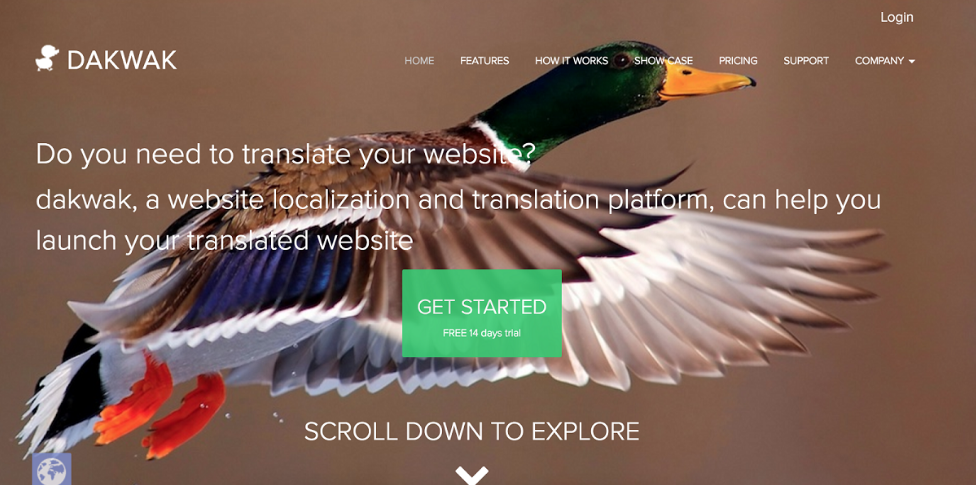 Login
DAKWAK
HOME FEATURES HOW IT WORKS SHOW CASE PRICING SUPPORT COMPANY
Do you need to translate your website?
dakwak, a website localization and translation platform, can help you
launch your translated website
GET STARTED
FREE 14 days trial
SCROLL DOWN TO EXPLORE